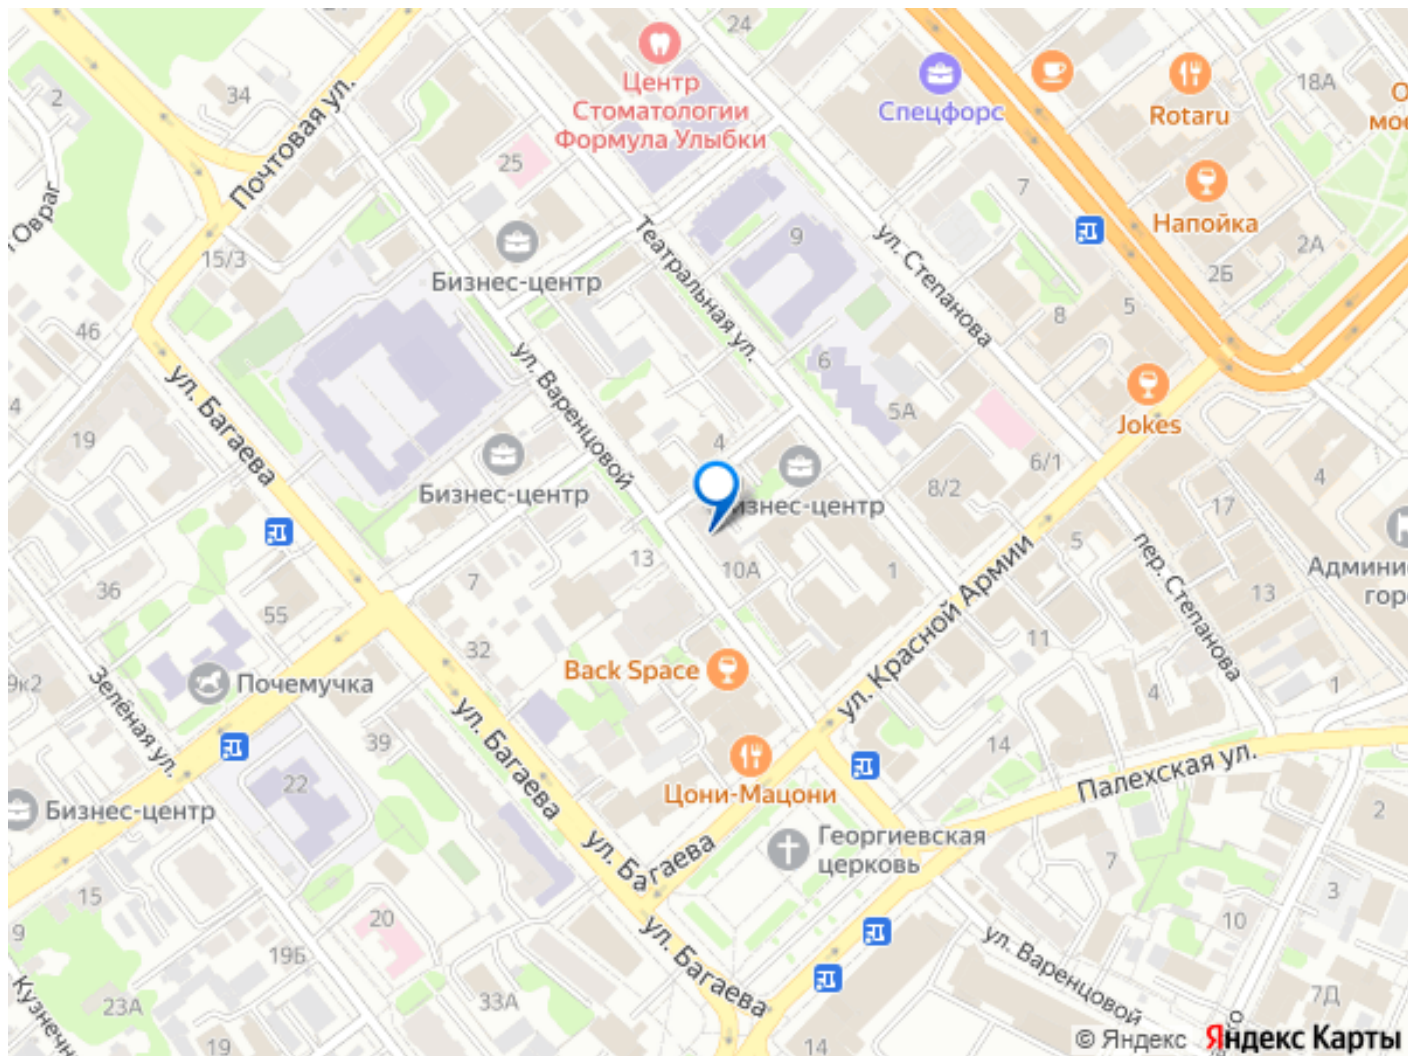 24
2
34
18А
Центр
Стоматологии
Формула Улыбки
Спецфорс
Rotaru
Почтовая ул.
25
7
Напойка
Овраг
15/3
Бизнес-центр
Театральная ул.
9
ул. Степанова
2А
2Б
46
ул. Варенцовой
6
8
5
ул. Багаева
4
19
Бизнес-центр
4
5А
Jokes
6/1
8/2
17
4
Бизнес-центр
13
10А
1
5
пер. Степанова
36
7
55
ул. Красной Армии
13
11
32
9к2
Почемучка
Зелёная ул.
Back Space
4
1
ул. Багаева
39
22
14
Цони-Мацони
Палехская ул.
Бизнес-центр
2
ул. Багаева
Георгиевская
церковь
7
15
3
20
10
9
19Б
ул. Багаева
ул. Варенцовой
23А
33А
7Д
19
14
© Яндекс Яндекс Карты